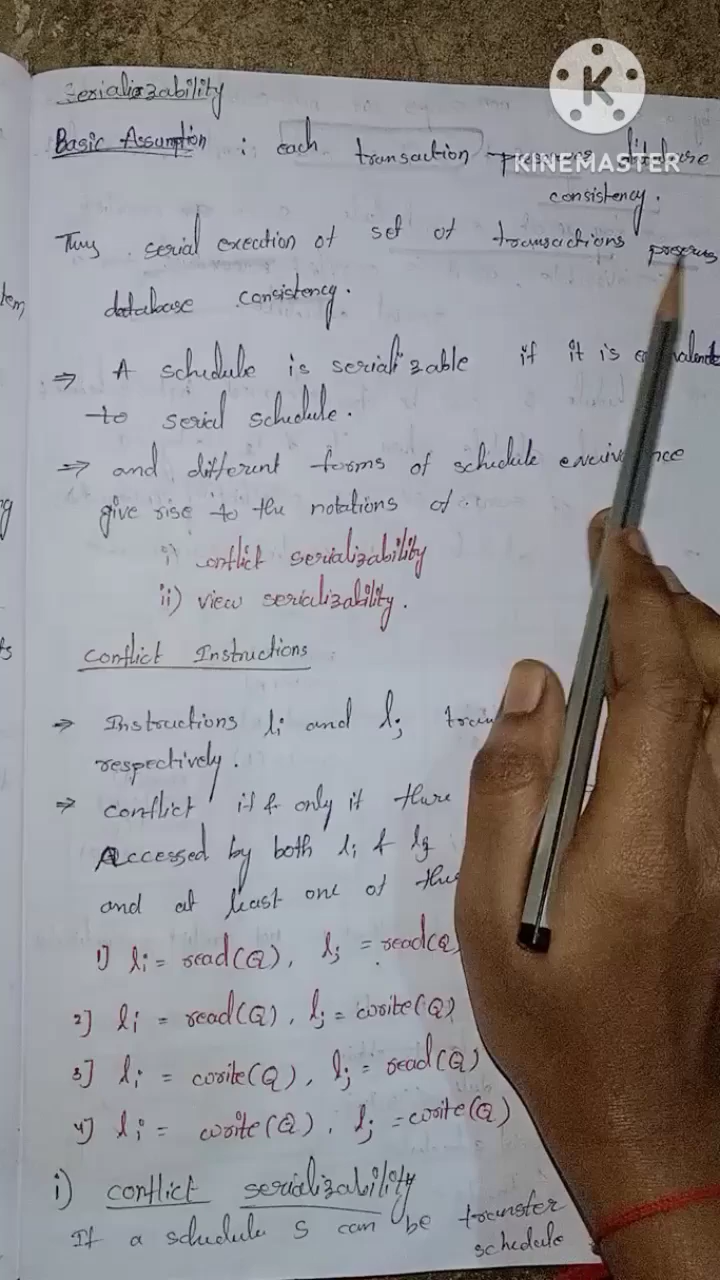 Serializability
KINEMASTER
Basic Assumption : each transaction preserves database
consistency.
Thus serial execution of set of transactions preserves
database consistency.
⇒ A schedule is serializable if it is
to serial schedule.
⇒ and different forms of schedule
give rise to the notations of.
i) conflict serializability
ii) view serializability.
Conflict Instructions
⇒ Instructions li and lj
respectively.
⇒ conflict if & only if there
Accessed by both li & lj
and at least one of
1) li = read(Q), lj = read(Q
2] li = read(Q), lj = write(Q)
3] li = write(Q), lj = read(Q)
4] li = write(Q), lj = write(Q)
i) conflict serializability
If a schedule S can be transfer
schedule